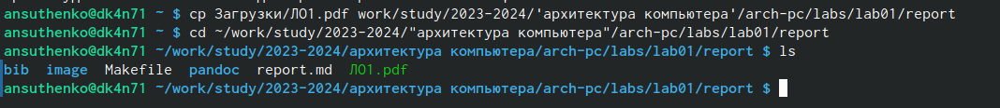 ansuthenko@dk4n71 ~ $ cp Загрузки/ЛО1.pdf work/study/2023-2024/'архитектура компьютера'/arch-pc/labs/lab01/report
ansuthenko@dk4n71 ~ $ cd ~/work/study/2023-2024/"архитектура компьютера"/arch-pc/labs/lab01/report
ansuthenko@dk4n71 ~/work/study/2023-2024/архитектура компьютера/arch-pc/labs/lab01/report $ ls
bib image Makefile pandoc report.md ЛО1.pdf
ansuthenko@dk4n71 ~/work/study/2023-2024/архитектура компьютера/arch-pc/labs/lab01/report $